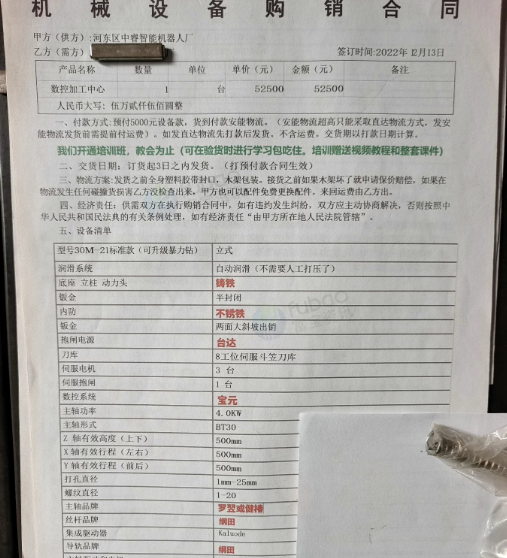 机械设备购销合同
甲方（供方）:河东区中睿智能机器人厂
乙方（需方）
签订时间:2022年 12月13日
产品名称 数量 单位 单价（元） 金额（元） 备注
数控加工中心 1 台 52500 52500
人民币大写: 伍万贰仟伍佰圆整
一、付款方式:预付5000元设备款, 货到付款安能物流。（安能物流超高只能采取直达物流方式, 发安
能物流发货前需提前付运费）。如发直达物流先打款后发货。不含运费。交货期以打款日期计算。
我们开通培训班，教会为止（可在验货时进行学习包吃住。培训赠送视频教程和整套课件）
二、交货日期: 订货起3日之内发货。（打预付款合同生效）
三、物流方案:发货之前全身塑料胶带封口, 木架包装。接货之前如果木架坏了就申请保价赔偿, 如果在
物流发生任何碰撞货损害乙方没检查出来, 甲方也可以配件免费更换配件。来回运费由乙方出。
四、经济责任: 供需双方在执行购销合同中, 如有违约发生纠纷, 双方应主动协商解决, 否则按照中
华人民共和国民法典的有关条例处理, 如有经济责任“由甲方所在地人民法院管辖”。
五、设备清单
型号30M-21标准款（可升级暴力钻） 立式
润滑系统 自动润滑（不需要人工打压了）
底座 立柱 动力头 铸铁
钣金 半封闭
内防 不锈铁
钣金 两面大斜坡出销
抱闸电源 台达
刀库 8工位伺服斗笠刀库
伺服电机 3 台
伺服抱闸 1 台
数控系统 宝元
主轴功率 4.0KW
主轴形式 BT30
Z 轴有效高度（上下） 500mm
X轴有效行程（左右） 500mm
Y轴有效行程（前后） 500mm
打孔直径 1mm-25mm
螺纹直径 1-20
主轴品牌 罗翌或健椿
丝杆品牌 纲田
集成驱动器 Kaluode
导轨品牌 纲田